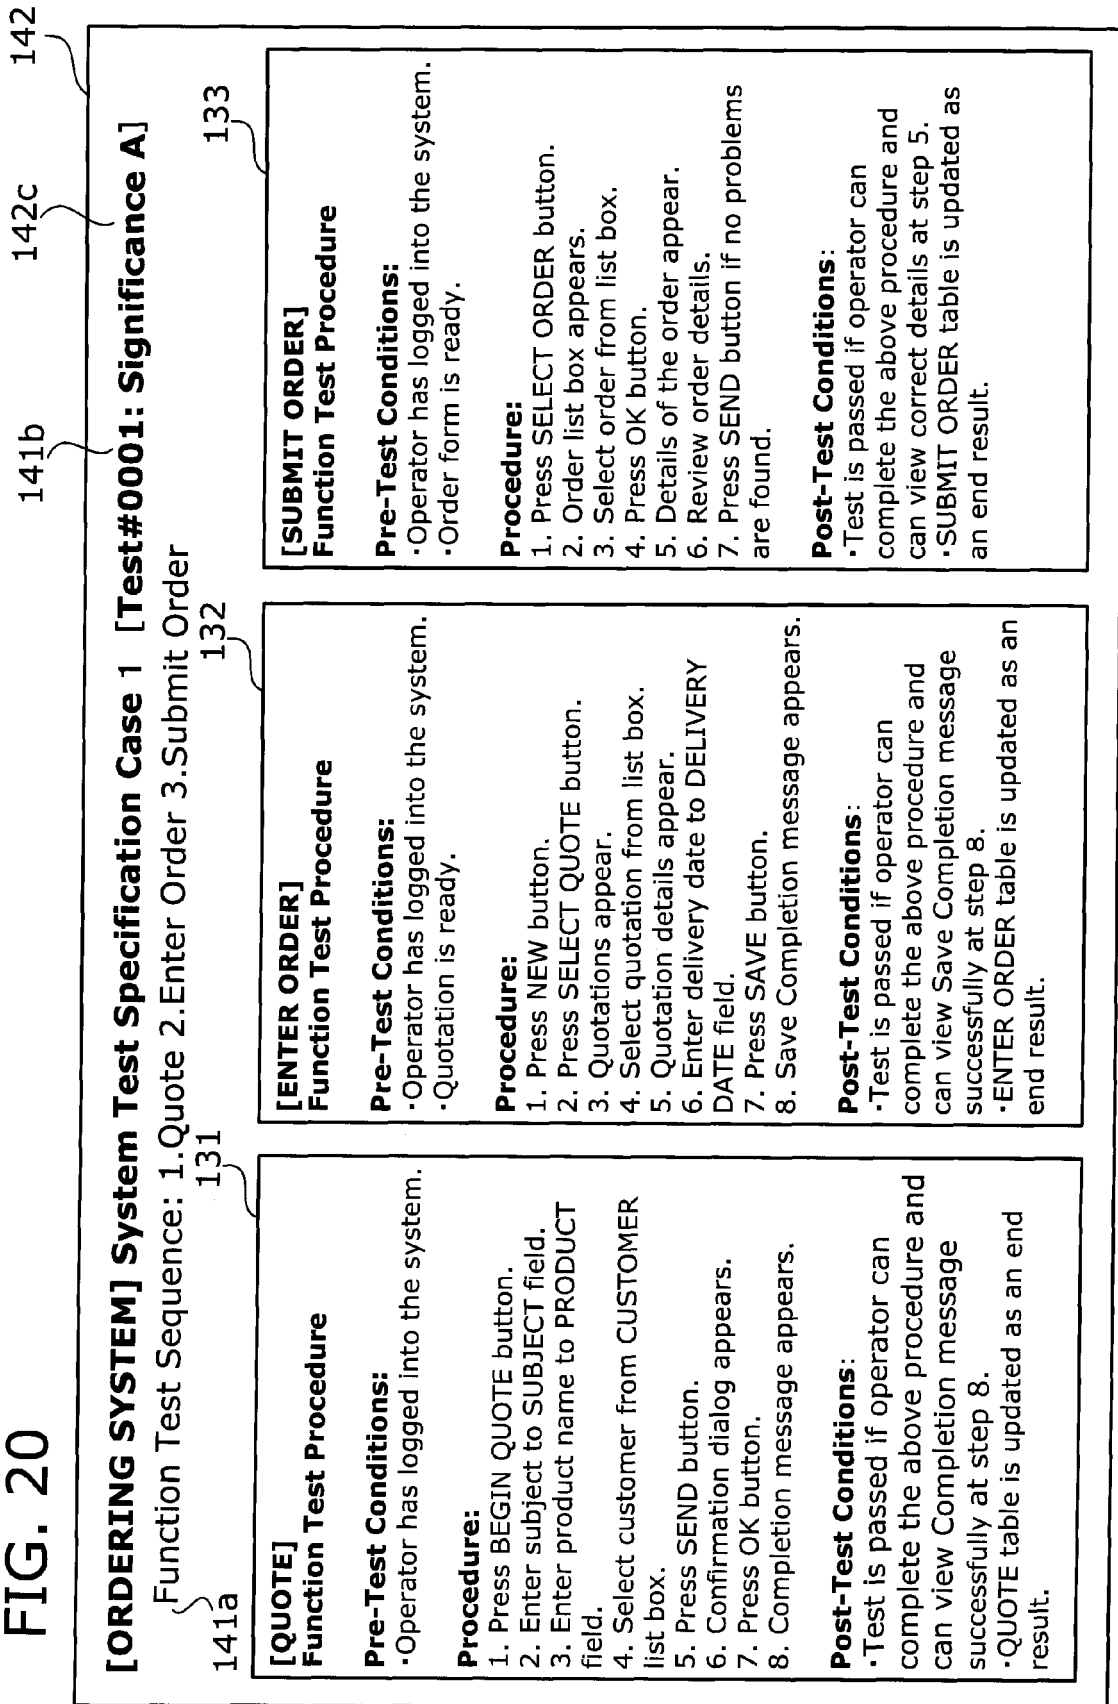 FIG. 20
142
142c
141b
[ORDERING SYSTEM] System Test Specification Case 1 [Test#0001: Significance A]
Function Test Sequence: 1.Quote 2.Enter Order 3.Submit Order
141a
131
[QUOTE]
Function Test Procedure
Pre-Test Conditions:
·Operator has logged into the system.
Procedure:
1. Press BEGIN QUOTE button.
2. Enter subject to SUBJECT field.
3. Enter product name to PRODUCT
field.
4. Select customer from CUSTOMER
list box.
5. Press SEND button.
6. Confirmation dialog appears.
7. Press OK button.
8. Completion message appears.
Post-Test Conditions:
·Test is passed if operator can
complete the above procedure and
can view Completion message
successfully at step 8.
·QUOTE table is updated as an end
result.
132
[ENTER ORDER]
Function Test Procedure
Pre-Test Conditions:
·Operator has logged into the system.
·Quotation is ready.
Procedure:
1. Press NEW button.
2. Press SELECT QUOTE button.
3. Quotations appear.
4. Select quotation from list box.
5. Quotation details appear.
6. Enter delivery date to DELIVERY
DATE field.
7. Press SAVE button.
8. Save Completion message appears.
Post-Test Conditions:
·Test is passed if operator can
complete the above procedure and
can view Save Completion message
successfully at step 8.
·ENTER ORDER table is updated as an
end result.
133
[SUBMIT ORDER]
Function Test Procedure
Pre-Test Conditions:
·Operator has logged into the system.
·Order form is ready.
Procedure:
1. Press SELECT ORDER button.
2. Order list box appears.
3. Select order from list box.
4. Press OK button.
5. Details of the order appear.
6. Review order details.
7. Press SEND button if no problems
are found.
Post-Test Conditions:
·Test is passed if operator can
complete the above procedure and
can view correct details at step 5.
·SUBMIT ORDER table is updated as
an end result.